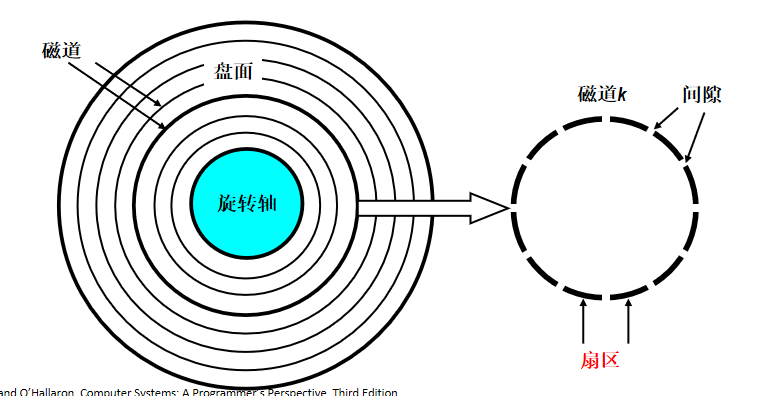 磁道
盘面
旋转轴
磁道k
间隙
扇区
and O'Hallaron, Computer Systems: A Programmer's Perspective, Third Edition